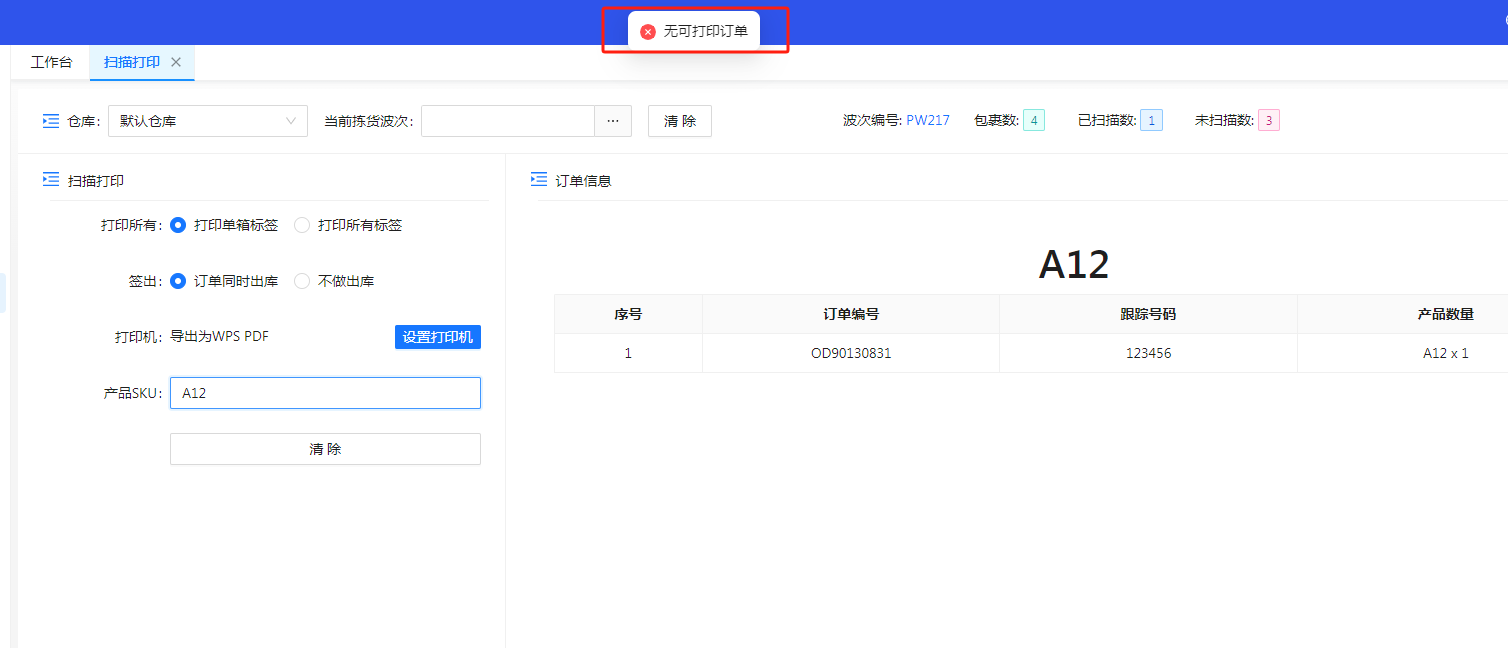 无可打印订单
工作台 扫描打印
仓库: 默认仓库 当前拣货波次: ... 清 除 波次编号: PW217 包裹数: 4 已扫描数: 1 未扫描数: 3
扫描打印
打印所有: 打印单箱标签 打印所有标签
签出: 订单同时出库 不做出库
打印机: 导出为WPS PDF 设置打印机
产品SKU: A12
清 除
订单信息
A12
序号 订单编号 跟踪号码 产品数量
1 OD90130831 123456 A12 x 1